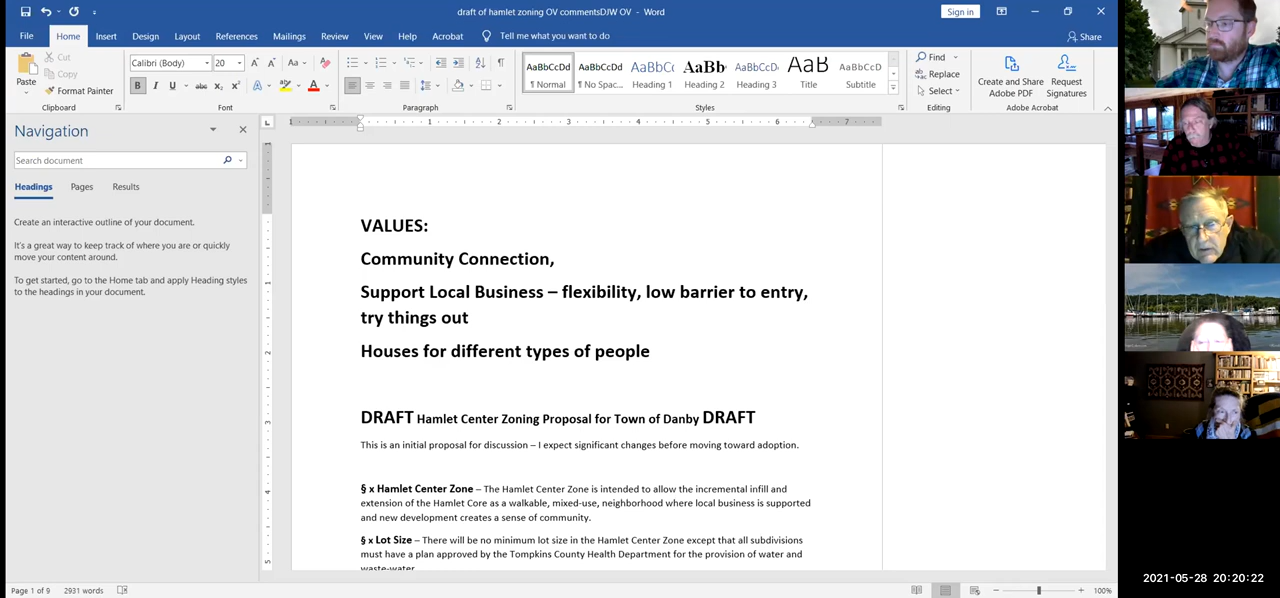 draft of hamlet zoning OV commentsDJW OV - Word
Sign in
File Home Insert Design Layout References Mailings Review View Help Acrobat Tell me what you want to do
Share
Paste
Cut
Copy
Format Painter
Clipboard
Calibri (Body) 20
Font
Paragraph
AaBbCcDd AaBbCcDd AaBbCc AaBb AaBbCcD AaB AaBbCcD
¶ Normal ¶ No Spac... Heading 1 Heading 2 Heading 3 Title Subtitle
Styles
Find
Replace
Select
Editing
Create and Share Adobe PDF
Request Signatures
Adobe Acrobat
Navigation
Search document
Headings Pages Results
Create an interactive outline of your document.
It's a great way to keep track of where you are or quickly
move your content around.
To get started, go to the Home tab and apply Heading styles
to the headings in your document.
1 2 3 4 5 6 7
VALUES:
Community Connection,
Support Local Business – flexibility, low barrier to entry,
try things out
Houses for different types of people
DRAFT Hamlet Center Zoning Proposal for Town of Danby DRAFT
This is an initial proposal for discussion – I expect significant changes before moving toward adoption.
§ x Hamlet Center Zone – The Hamlet Center Zone is intended to allow the incremental infill and
extension of the Hamlet Core as a walkable, mixed-use, neighborhood where local business is supported
and new development creates a sense of community.
§ x Lot Size – There will be no minimum lot size in the Hamlet Center Zone except that all subdivisions
must have a plan approved by the Tompkins County Health Department for the provision of water and
waste-water
Page 1 of 9 2931 words
100%
2021-05-28 20:20:22